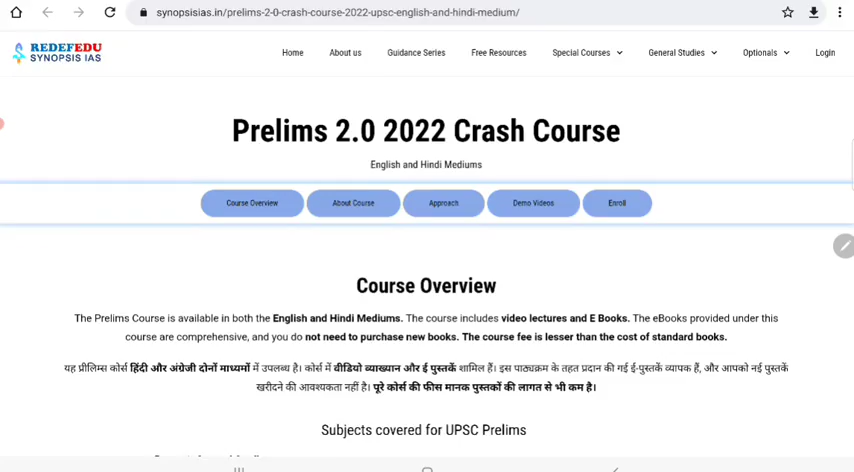 synopsisias.in/prelims-2-0-crash-course-2022-upsc-english-and-hindi-medium/
REDEFEDU
SYNOPSIS IAS
Home About us Guidance Series Free Resources Special Courses General Studies Optionals Login
Prelims 2.0 2022 Crash Course
English and Hindi Mediums
Course Overview About Course Approach Demo Videos Enroll
Course Overview
The Prelims Course is available in both the English and Hindi Mediums. The course includes video lectures and E Books. The eBooks provided under this
course are comprehensive, and you do not need to purchase new books. The course fee is lesser than the cost of standard books.
यह प्रीलिम्स कोर्स हिंदी और अंग्रेजी दोनों माध्यमों में उपलब्ध है। कोर्स में वीडियो व्याख्यान और ई पुस्तकें शामिल हैं। इस पाठ्यक्रम के तहत प्रदान की गई ई-पुस्तकें व्यापक हैं, और आपको नई पुस्तकें
खरीदने की आवश्यकता नहीं है। पूरे कोर्स की फीस मानक पुस्तकों की लागत से भी कम है।
Subjects covered for UPSC Prelims